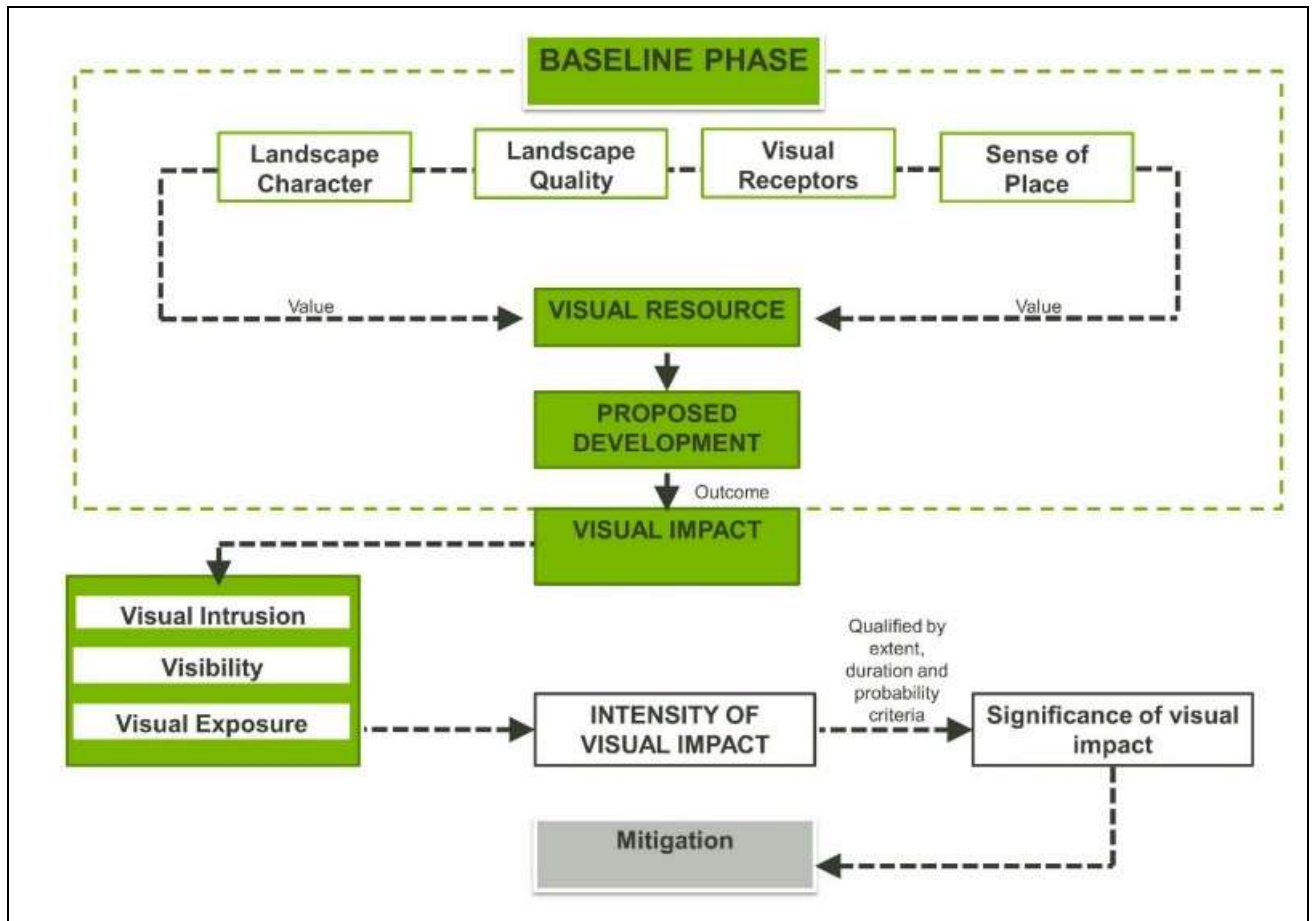 BASELINE PHASE
Landscape
Character
Landscape
Quality
Visual
Receptors
Sense of
Place
Value
VISUAL RESOURCE
Value
PROPOSED
DEVELOPMENT
Outcome
VISUAL IMPACT
Visual Intrusion
Visibility
Visual Exposure
INTENSITY OF
VISUAL IMPACT
Qualified by
extent,
duration and
probability
criteria
Significance of visual
impact
Mitigation